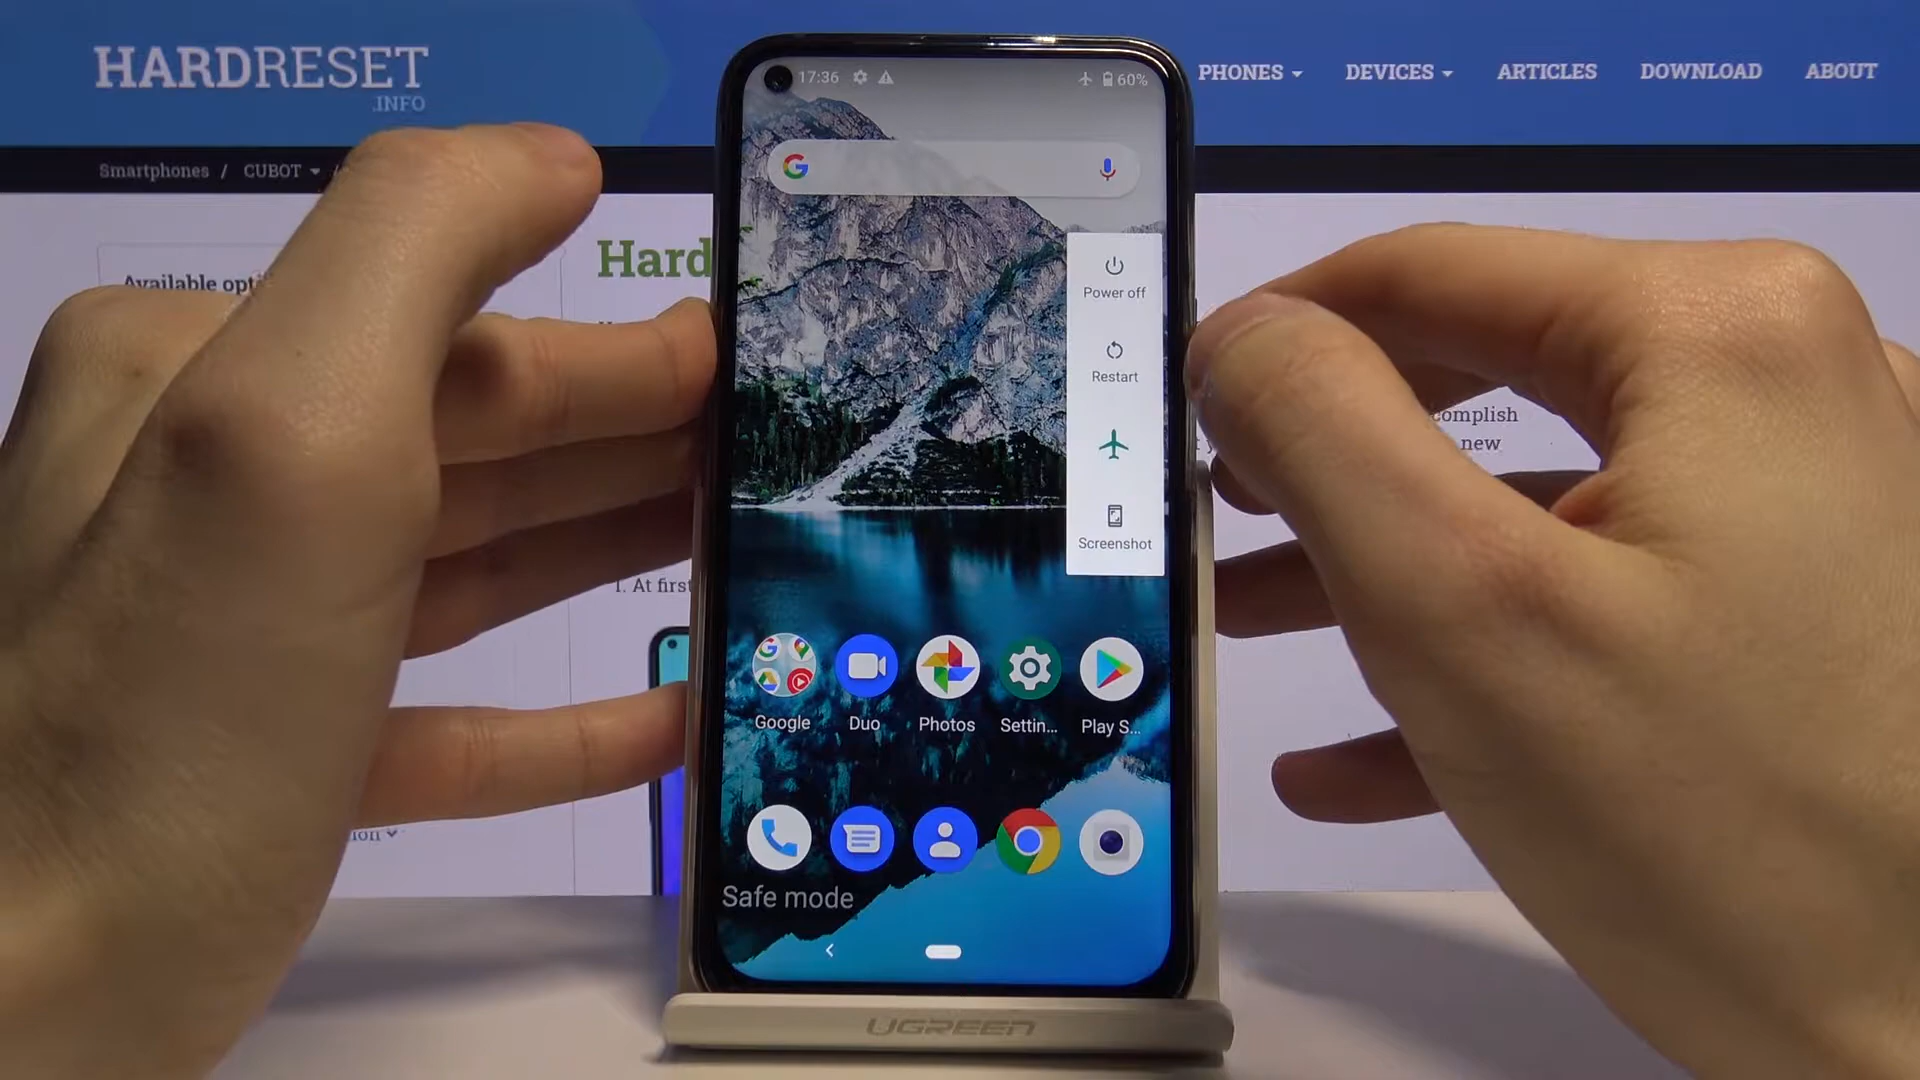 HARDRESET
.INFO
PHONES
DEVICES
ARTICLES
DOWNLOAD
ABOUT
Smartphones / CUBOT
Available opti
Hard
complish
new
1. At first
17:36
60%
Power off
Restart
Screenshot
Google
Duo
Photos
Settin...
Play S...
Safe mode
UGREEN